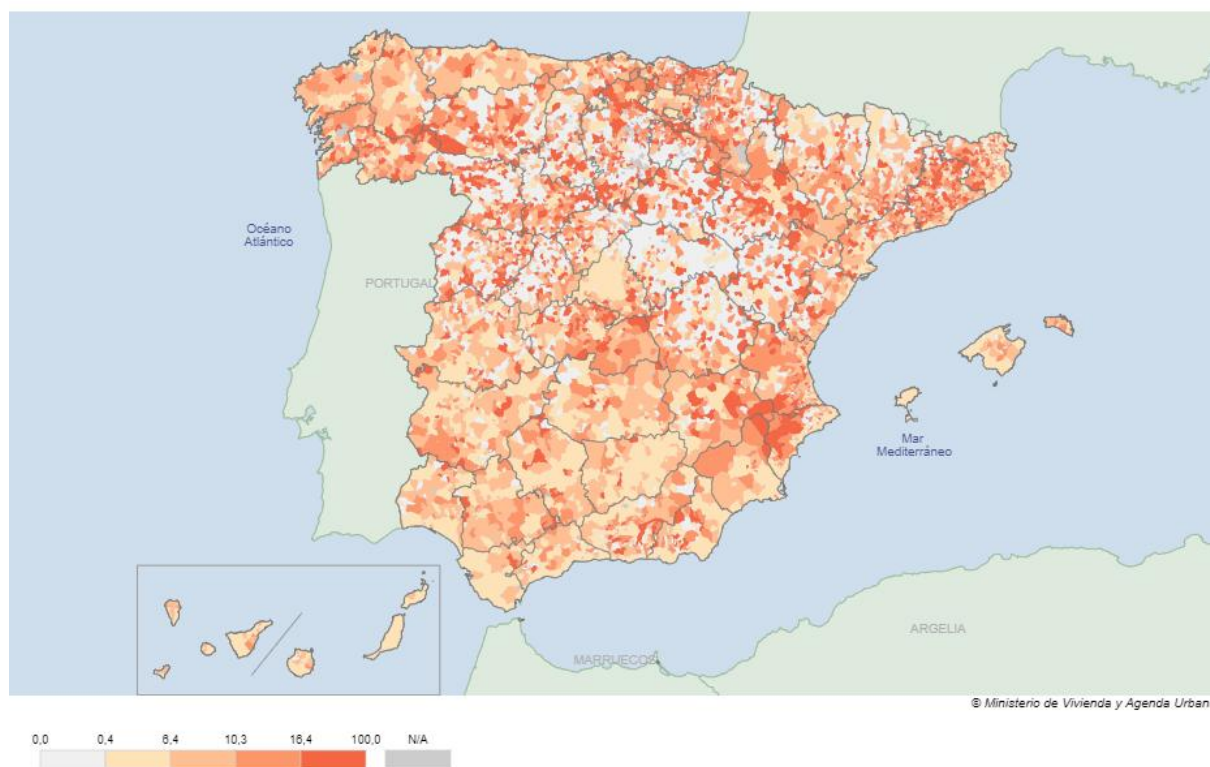 Océano
Atlántico
PORTUGAL
Mar
Mediterráneo
ARGELIA
MARRUECOS
© Ministerio de Vivienda y Agenda Urban
0,0 0,4 6,4 10,3 16,4 100,0 N/A